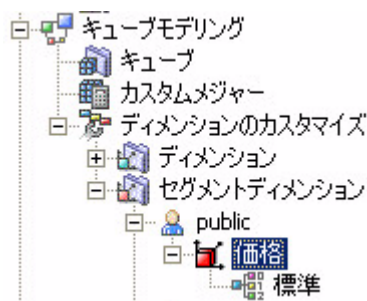 キューブモデリング
キューブ
カスタムメジャー
ディメンションのカスタマイズ
ディメンション
セグメントディメンション
public
価格
標準